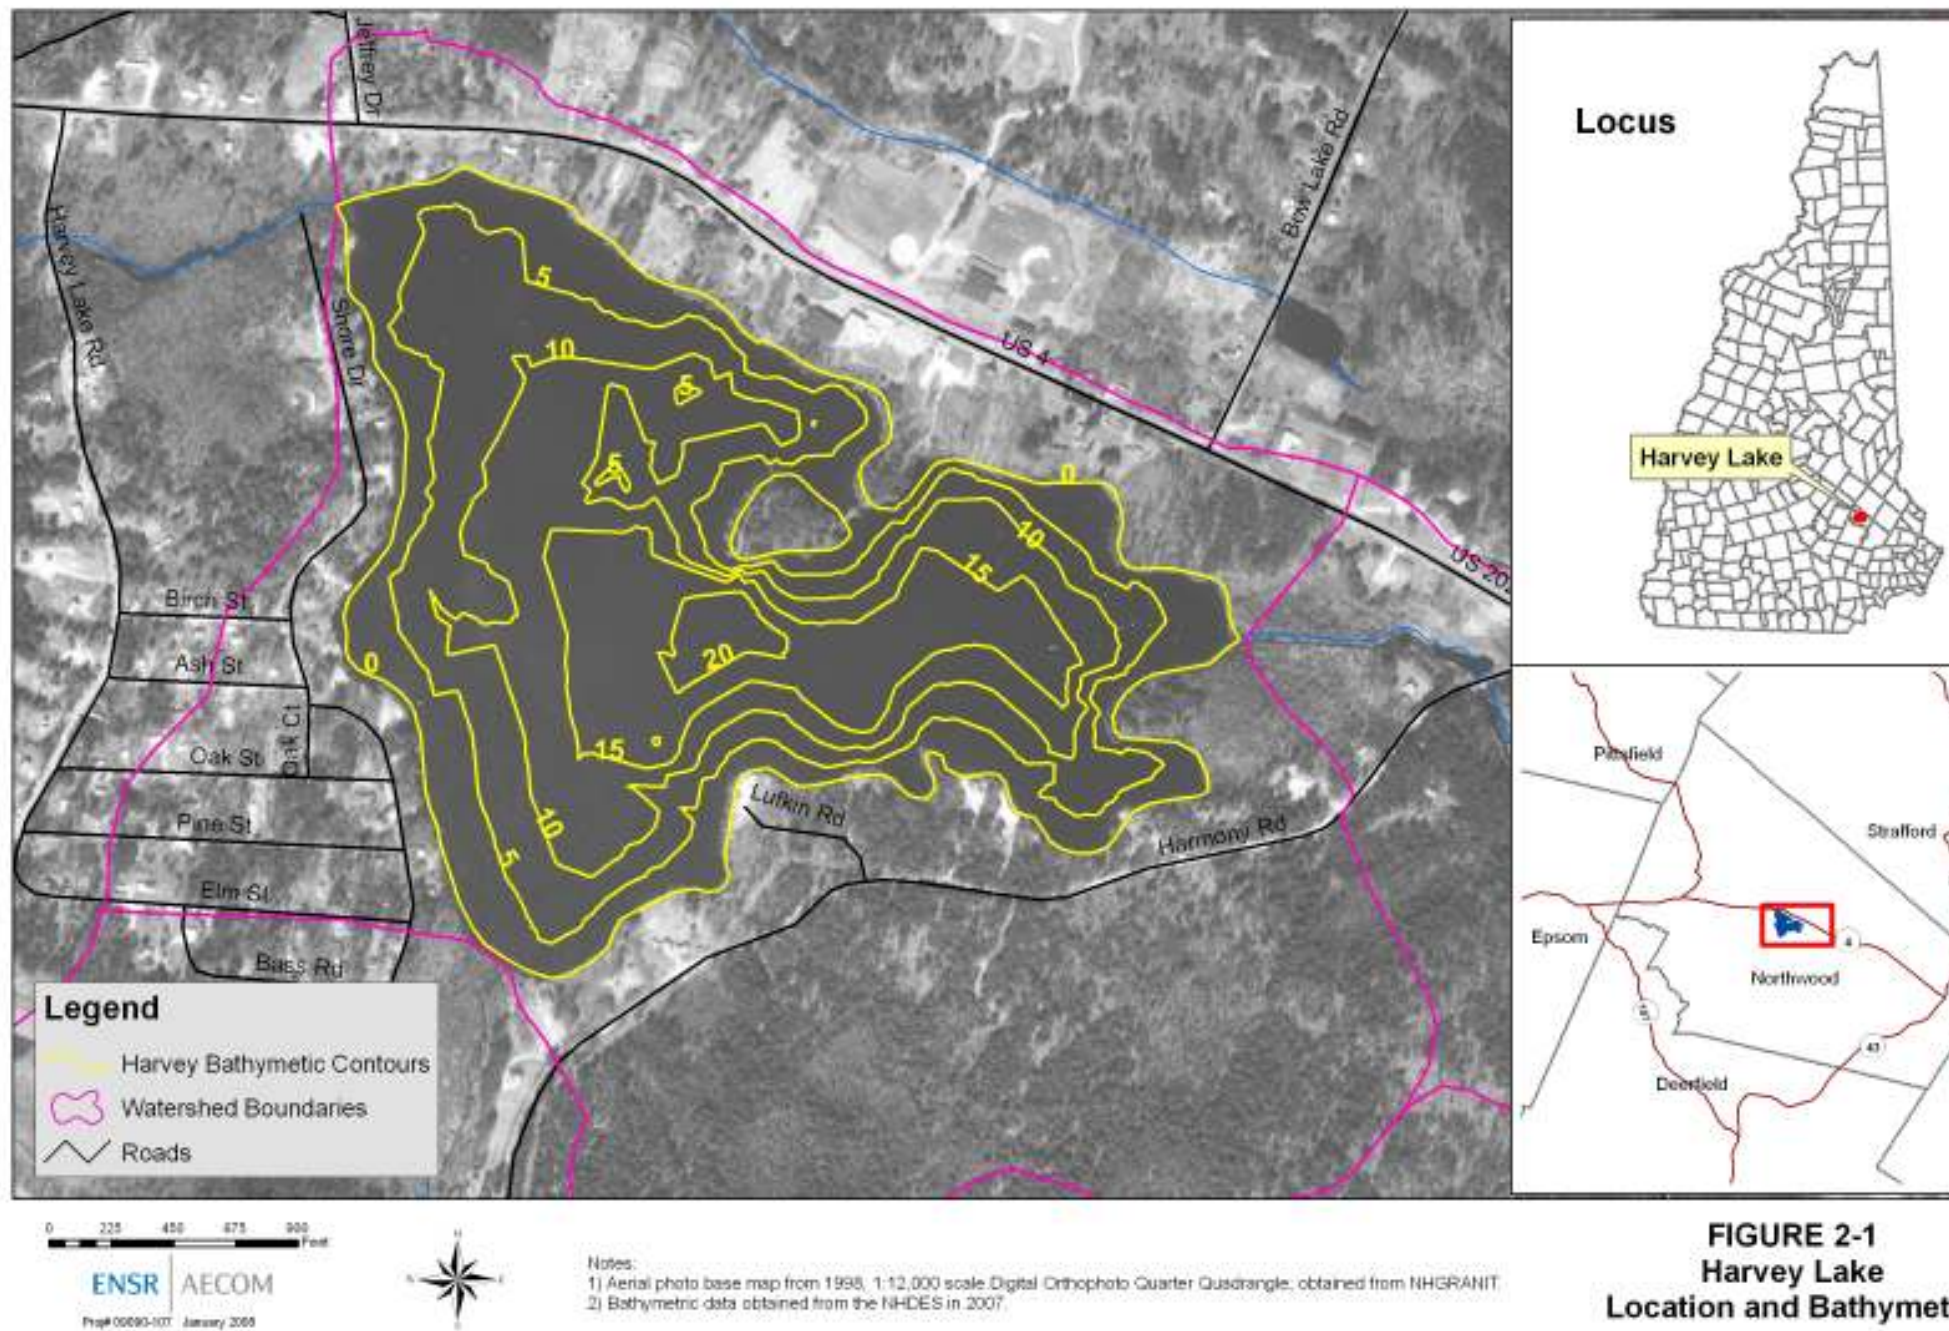 Jeffrey Dr
Harvey Lake Rd
Shore Dr
Bow Lake Rd
US 4
US 20
Birch St
Ash St
Oak St
Oak Ct
Pine St
Elm St
Bass Rd
Lufkin Rd
Harmony Rd
5
10
5
5
0
10
15
0
20
15
10
5
Legend
Harvey Bathymetic Contours
Watershed Boundaries
Roads
Locus
Harvey Lake
Pittsfield
Strafford
Epsom
4
Northwood
43
Deerfield
0 225 450 675 900
Feet
ENSR AECOM
January 2008
N
E
S
Notes:
1) Aerial photo base map from 1998, 1:12,000 scale Digital Orthophoto Quarter Quadrangle, obtained from NHGRANIT.
2) Bathymetric data obtained from the NHDES in 2007.
FIGURE 2-1
Harvey Lake
Location and Bathymet